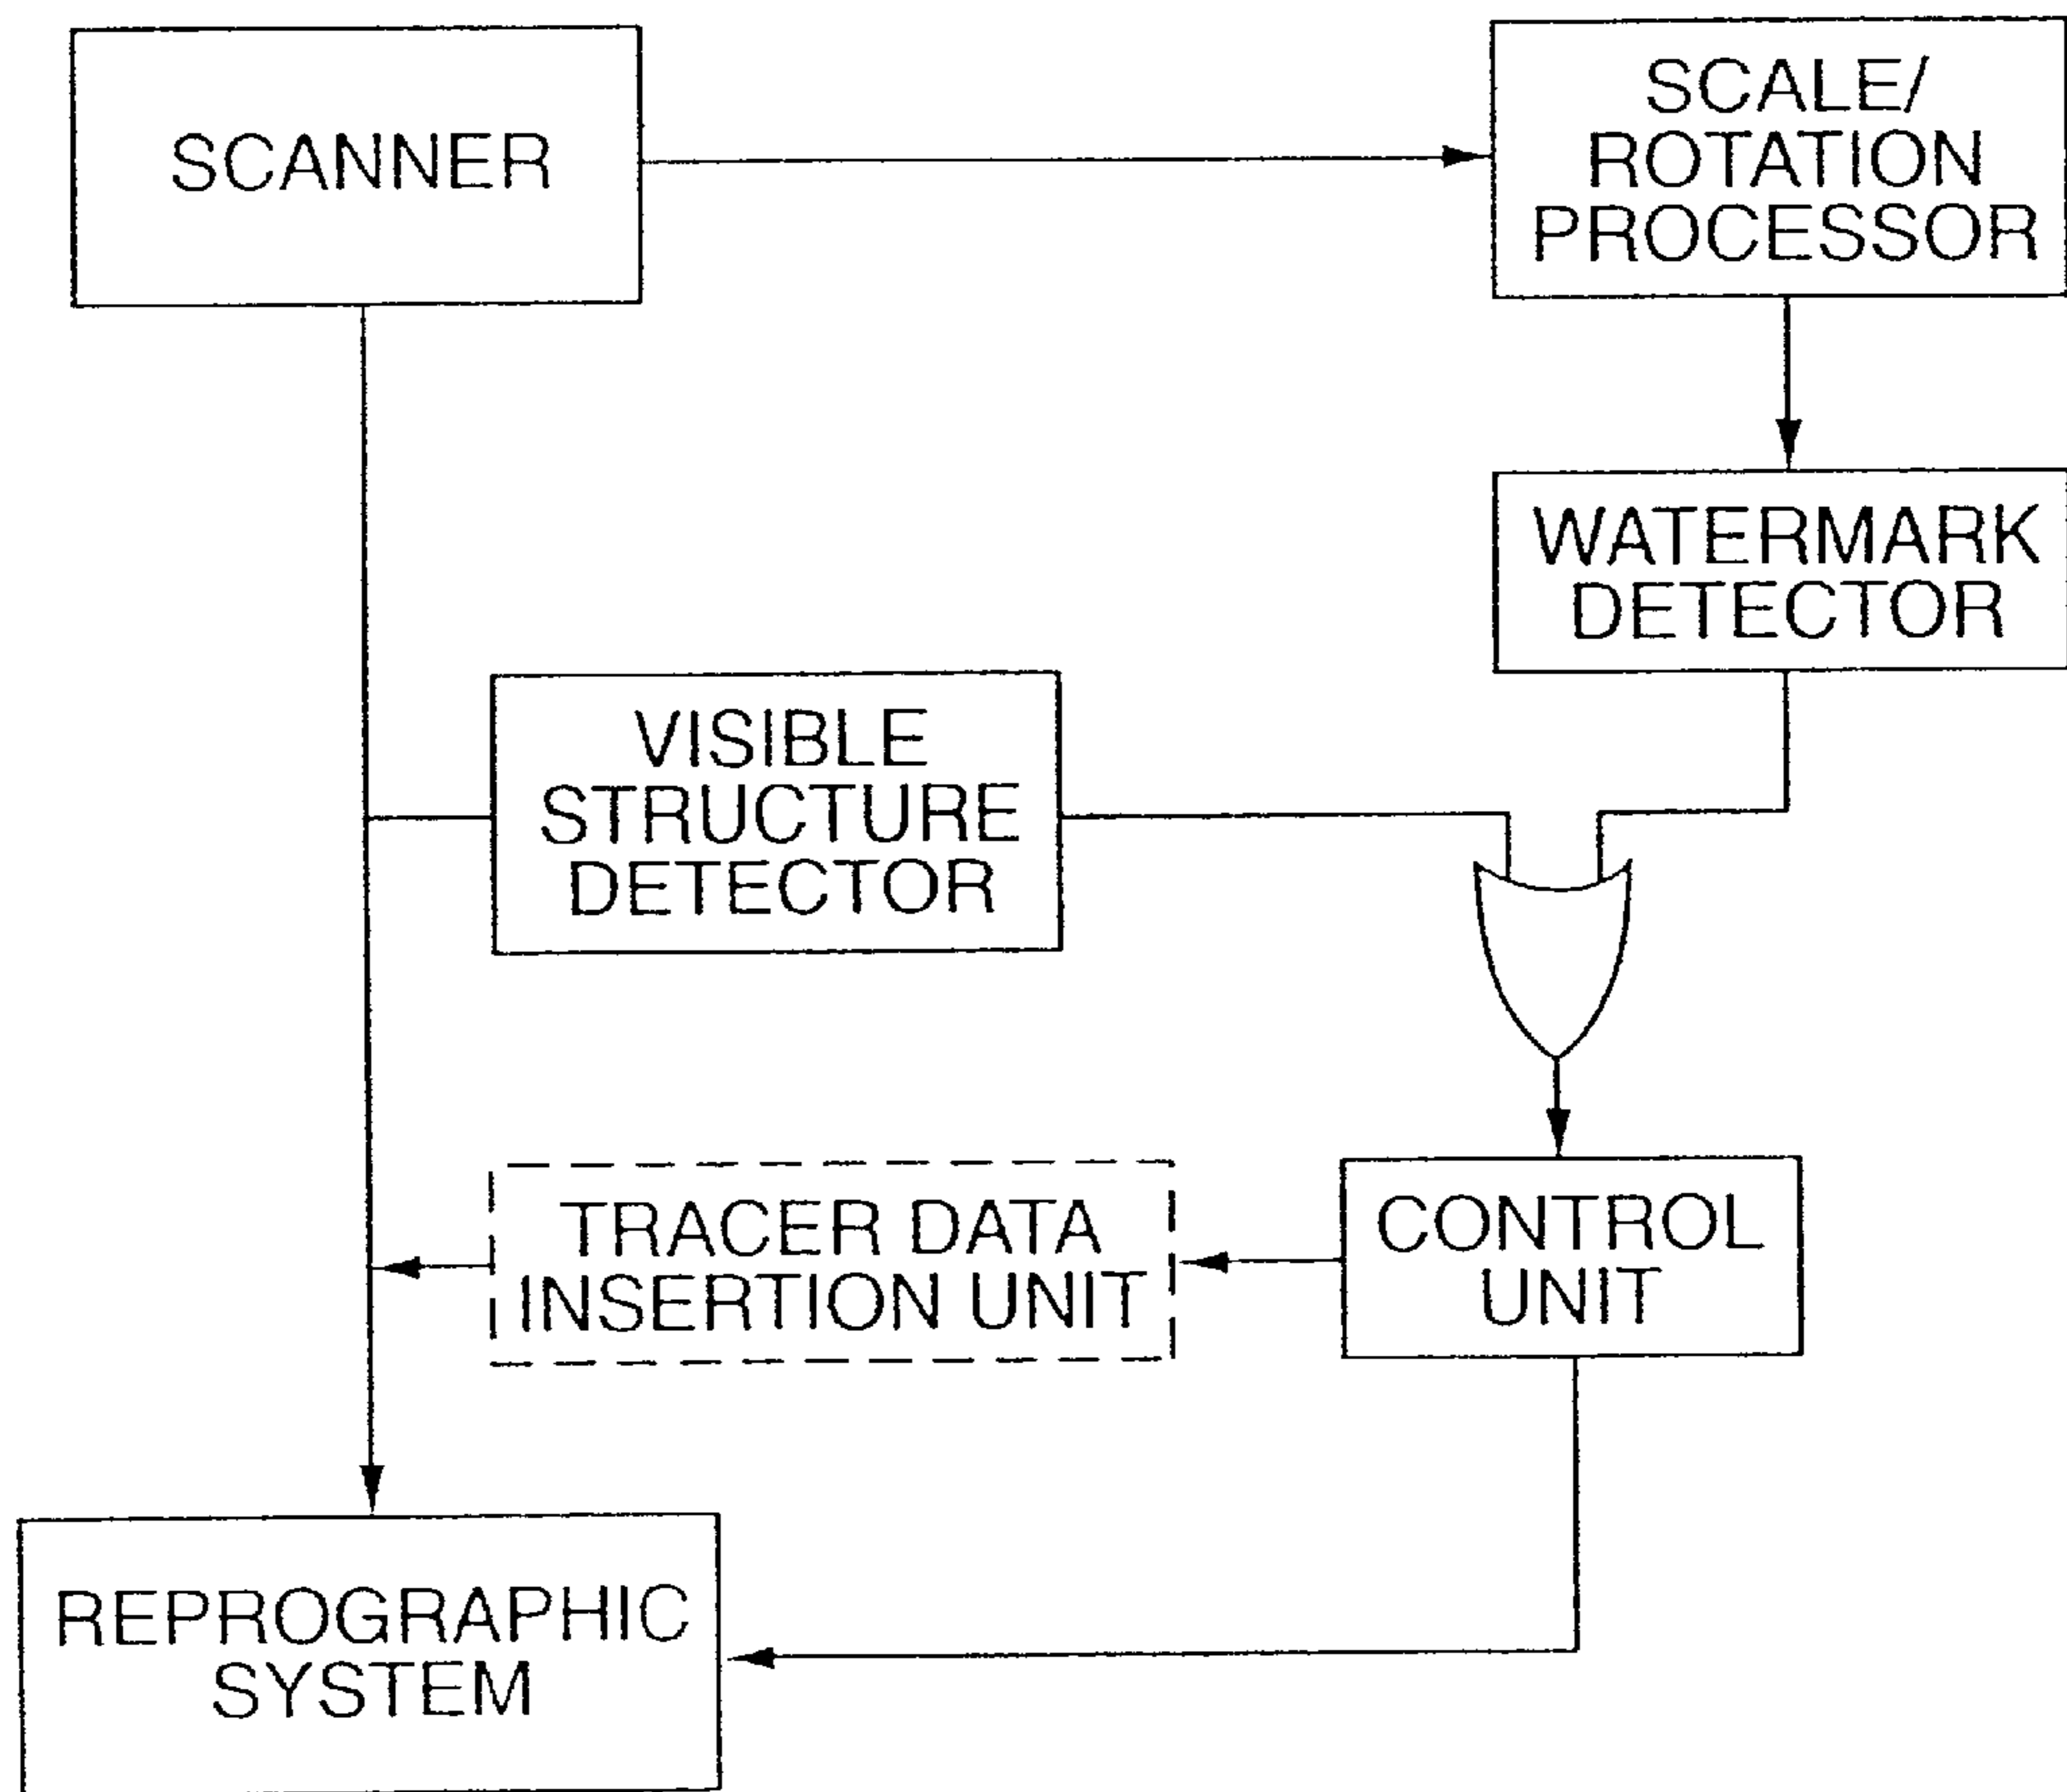 SCANNER
SCALE/
ROTATION
PROCESSOR
WATERMARK
DETECTOR
VISIBLE
STRUCTURE
DETECTOR
TRACER DATA
INSERTION UNIT
CONTROL
UNIT
REPROGRAPHIC
SYSTEM